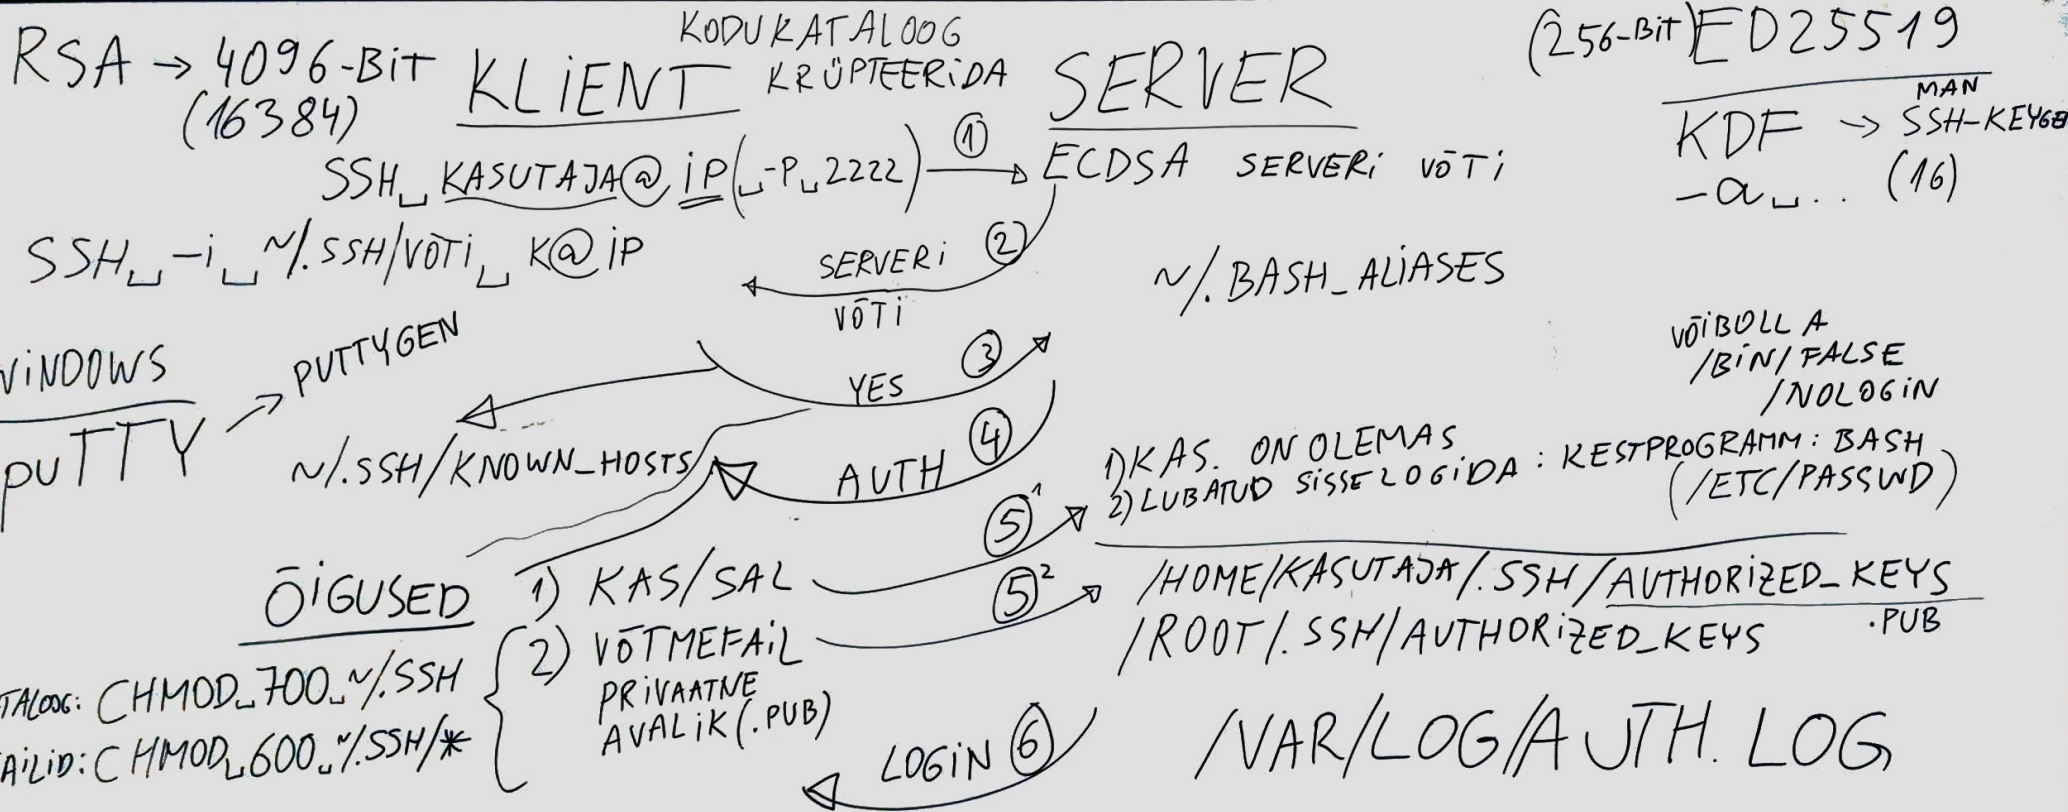 KODUKATALOOG
KRÜPTEERIDA
RSA → 4096-BIT
(16384)
KLIENT
SERVER
(256-BIT) ED25519
MAN
KDF → SSH-KEYGE
-a␣.. (16)
SSH␣KASUTAJA@IP(␣-P␣2222)
①
ECDSA SERVERI VÕTI
SSH␣-i␣~/.SSH/VÕTI␣K@IP
SERVERI ②
VÕTI
~/.BASH_ALIASES
WINDOWS
PUTTY → PUTTYGEN
YES ③
~/.SSH/KNOWN_HOSTS
AUTH ④
VÕIBOLLA
/BIN/FALSE
/NOLOGIN
1) KAS. ON OLEMAS
2) LUBATUD SISSE LOGIDA : KESTPROGRAMM: BASH
(/ETC/PASSWD)
ÕIGUSED
TALOOG: CHMOD␣700␣~/.SSH
AILID: CHMOD␣600␣~/.SSH/*
1) KAS/SAL ⑤¹
2) VÕTMEFAIL ⑤²
PRIVAATNE
AVALIK (.PUB)
/HOME/KASUTAJA/.SSH/AUTHORIZED_KEYS
.PUB
/ROOT/.SSH/AUTHORIZED_KEYS
LOGIN ⑥
/VAR/LOG/AUTH.LOG